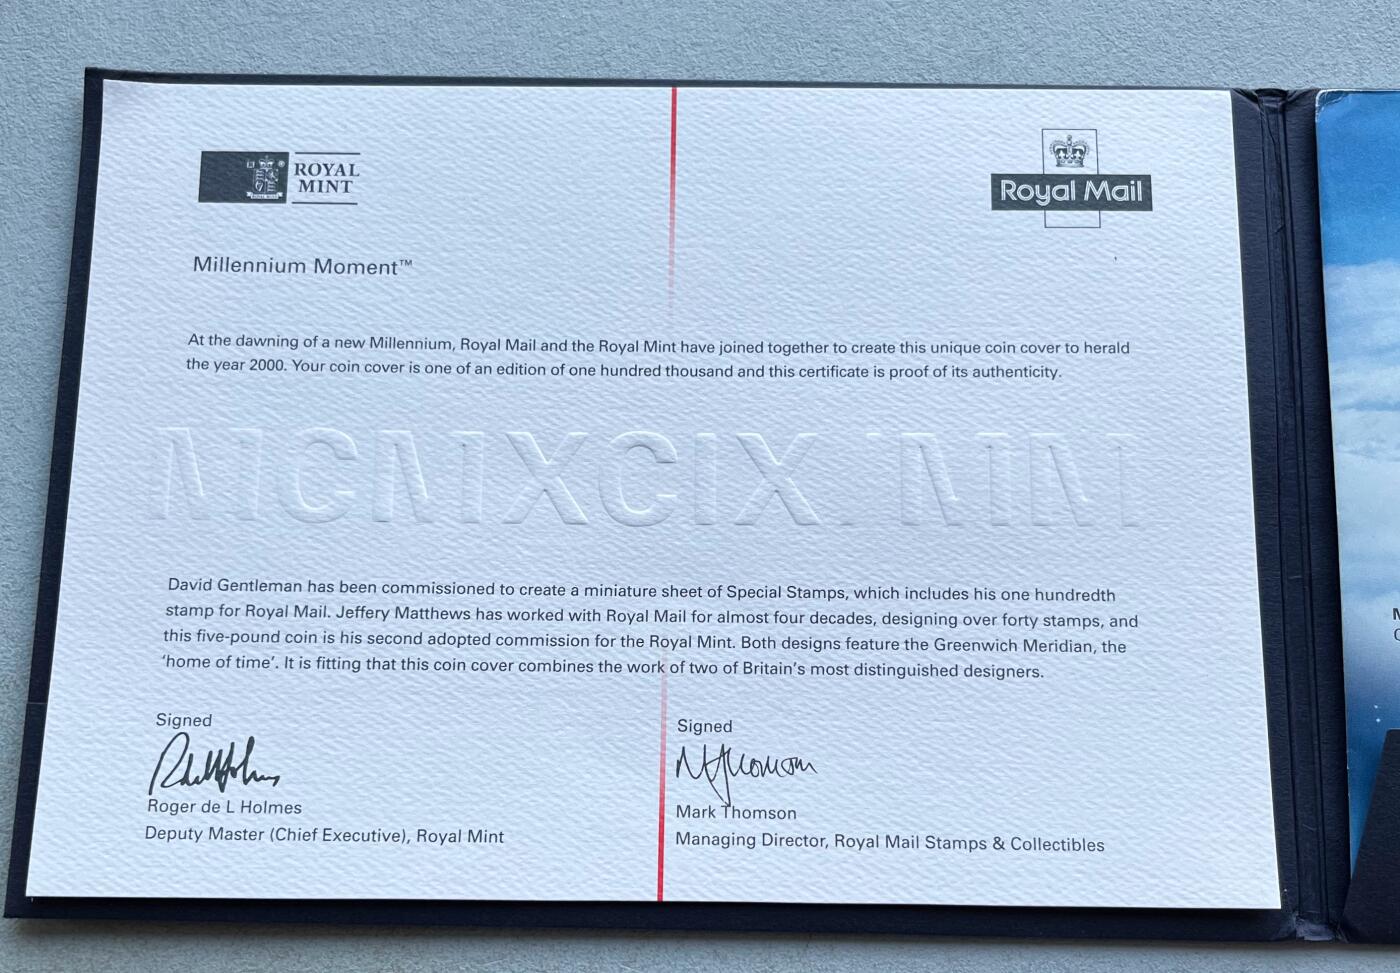 ROYAL
MINT
Royal Mail
Millennium Moment™
At the dawning of a new Millennium, Royal Mail and the Royal Mint have joined together to create this unique coin cover to herald
the year 2000. Your coin cover is one of an edition of one hundred thousand and this certificate is proof of its authenticity.
MCMXCIX MM
David Gentleman has been commissioned to create a miniature sheet of Special Stamps, which includes his one hundredth
stamp for Royal Mail. Jeffery Matthews has worked with Royal Mail for almost four decades, designing over forty stamps, and
this five-pound coin is his second adopted commission for the Royal Mint. Both designs feature the Greenwich Meridian, the
‘home of time’. It is fitting that this coin cover combines the work of two of Britain’s most distinguished designers.
Signed
Roger de L Holmes
Deputy Master (Chief Executive), Royal Mint
Signed
Mark Thomson
Managing Director, Royal Mail Stamps & Collectibles